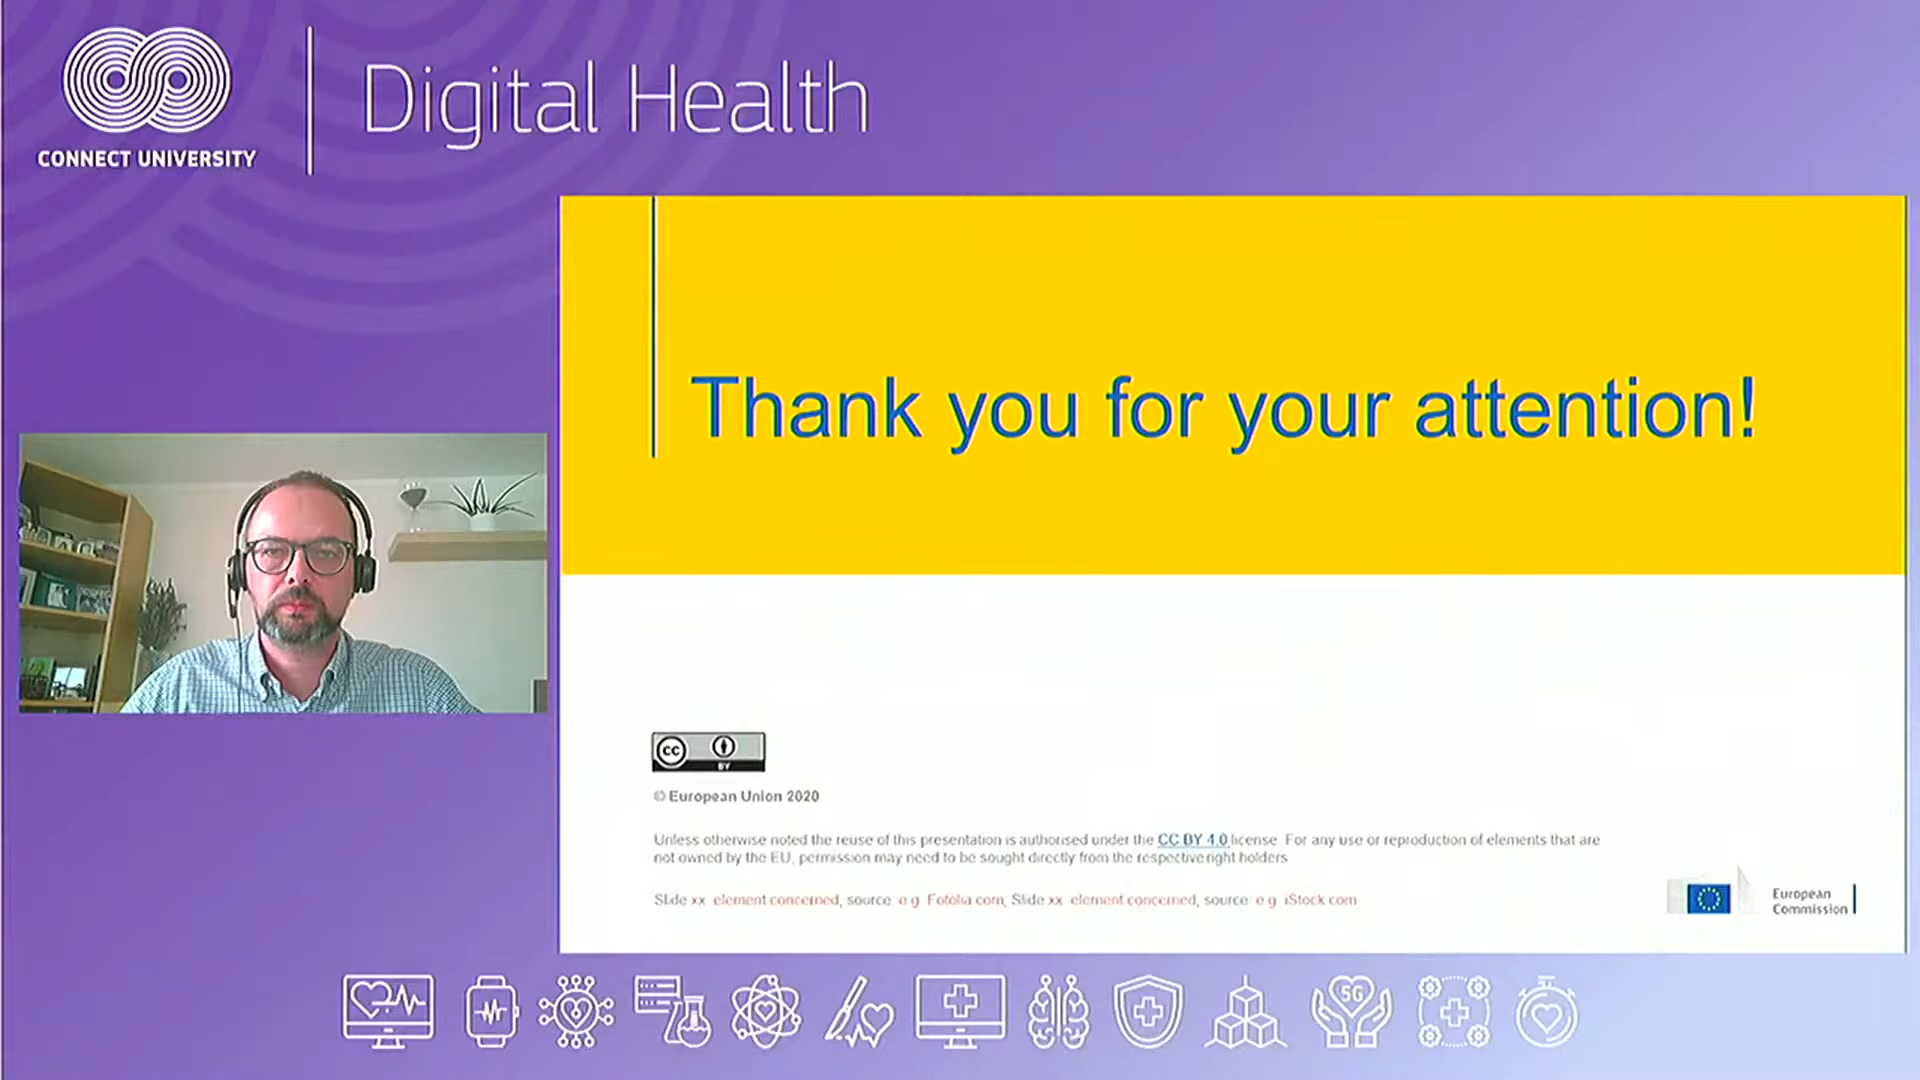 CONNECT UNIVERSITY
Digital Health
Thank you for your attention!
cc
BY
© European Union 2020
Unless otherwise noted the reuse of this presentation is authorised under the CC BY 4.0 license. For any use or reproduction of elements that are
not owned by the EU, permission may need to be sought directly from the respective right holders.
Slide xx: element concerned, source: e.g. Fotolia.com; Slide xx: element concerned, source: e.g. iStock.com
European
Commission
5G